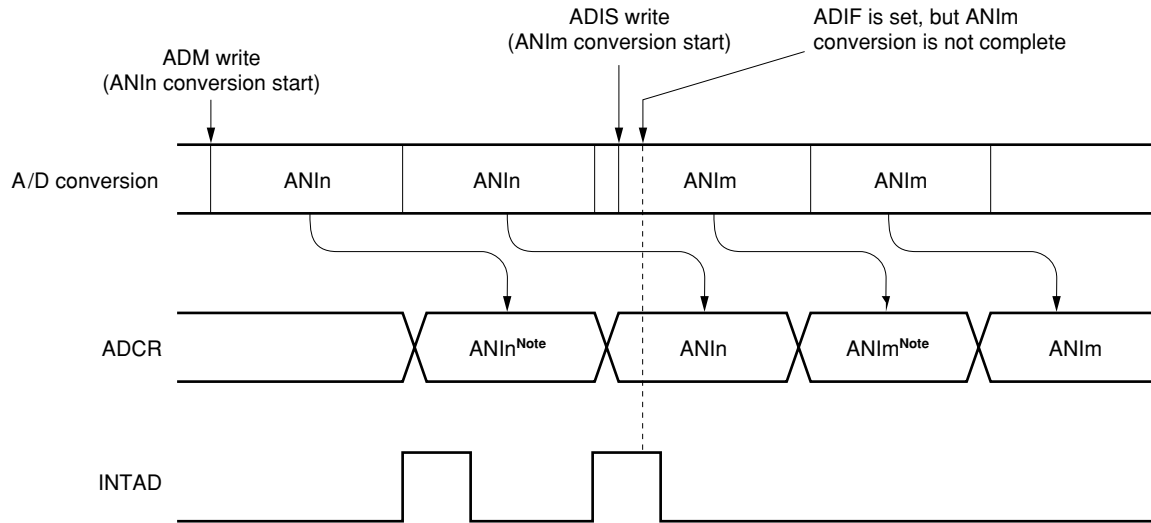 ADIS write
(ANIm conversion start)
ADIF is set, but ANIm
conversion is not complete
ADM write
(ANIn conversion start)
A/D conversion
ANIn
ANIn
ANIm
ANIm
ADCR
ANInNote
ANIn
ANImNote
ANIm
INTAD